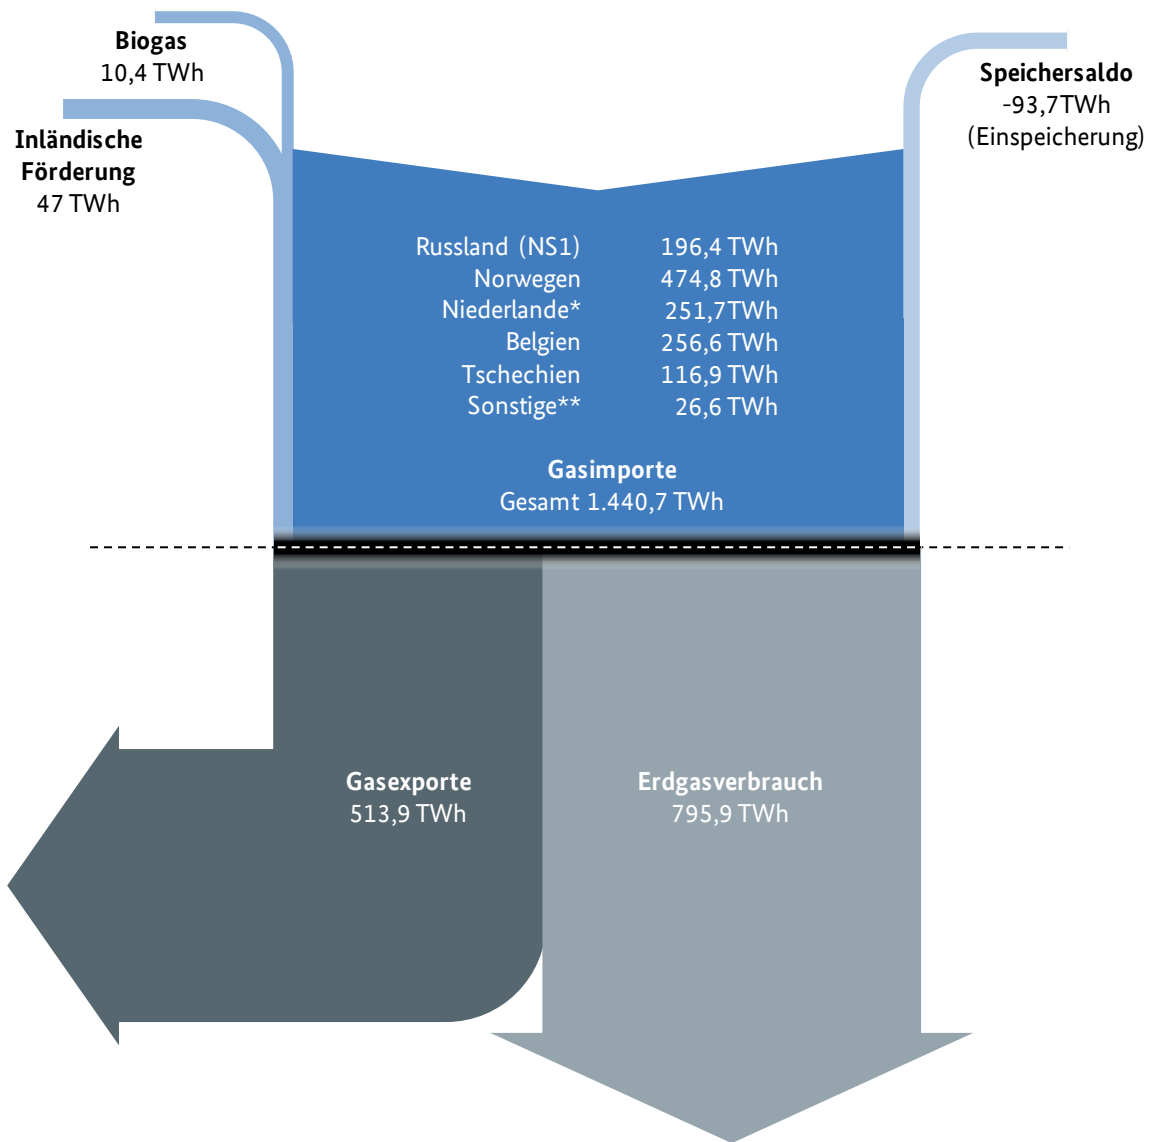 Biogas
10,4 TWh
Inländische
Förderung
47 TWh
Speichersaldo
-93,7TWh
(Einspeicherung)
Russland (NS1) 196,4 TWh
Norwegen 474,8 TWh
Niederlande* 251,7TWh
Belgien 256,6 TWh
Tschechien 116,9 TWh
Sonstige** 26,6 TWh
Gasimporte
Gesamt 1.440,7 TWh
Gasexporte
513,9 TWh
Erdgasverbrauch
795,9 TWh